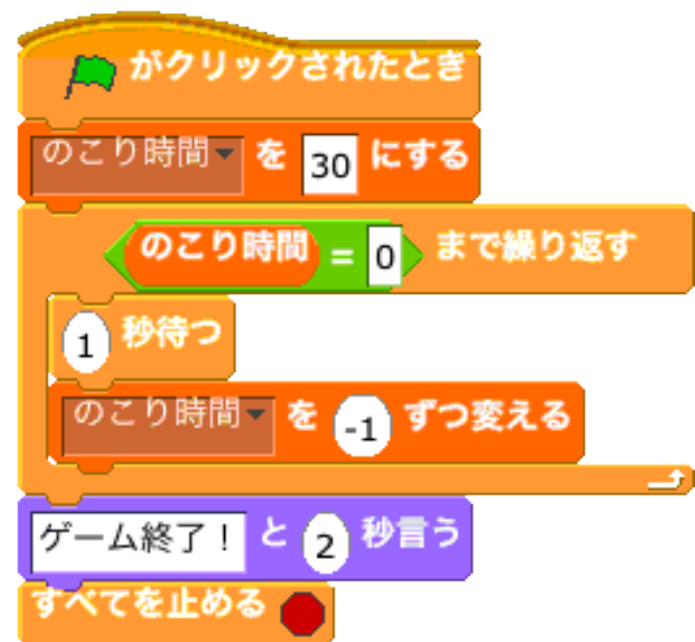 がクリックされたとき
のこり時間 を 30 にする
のこり時間 = 0 まで繰り返す
1 秒待つ
のこり時間 を -1 ずつ変える
ゲーム終了! と 2 秒言う
すべてを止める